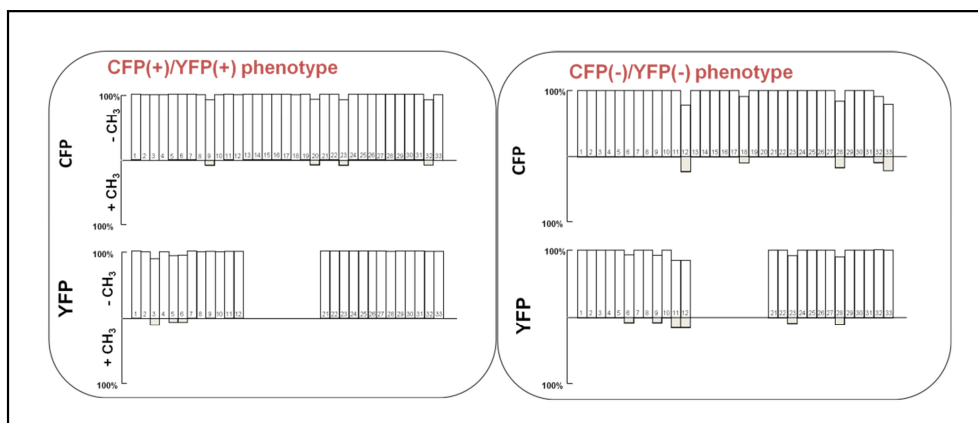 CFP(+)/YFP(+) phenotype
100%
CFP
- CH3
+ CH3
1 2 3 4 5 6 7 8 9 10 11 12 13 14 15 16 17 18 19 20 21 22 23 24 25 26 27 28 29 30 31 32 33
100%
100%
YFP
- CH3
+ CH3
1 2 3 4 5 6 7 8 9 10 11 12 21 22 23 24 25 26 27 28 29 30 31 32 33
100%
CFP(-)/YFP(-) phenotype
100%
CFP
1 2 3 4 5 6 7 8 9 10 11 12 13 14 15 16 17 18 19 20 21 22 23 24 25 26 27 28 29 30 31 32 33
100%
100%
YFP
1 2 3 4 5 6 7 8 9 10 11 12 21 22 23 24 25 26 27 28 29 30 31 32 33
100%